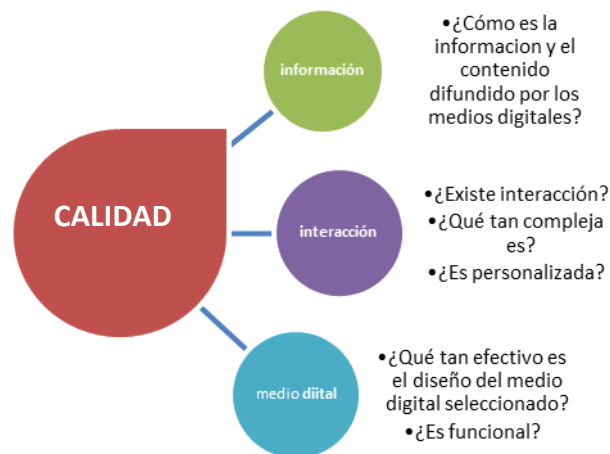 CALIDAD
información
•¿Cómo es la
informacion y el
contenido
difundido por los
medios digitales?
interacción
•¿Existe interacción?
•¿Qué tan compleja
es?
•¿Es personalizada?
medio diital
•¿Qué tan efectivo es
el diseño del medio
digital seleccionado?
•¿Es funcional?